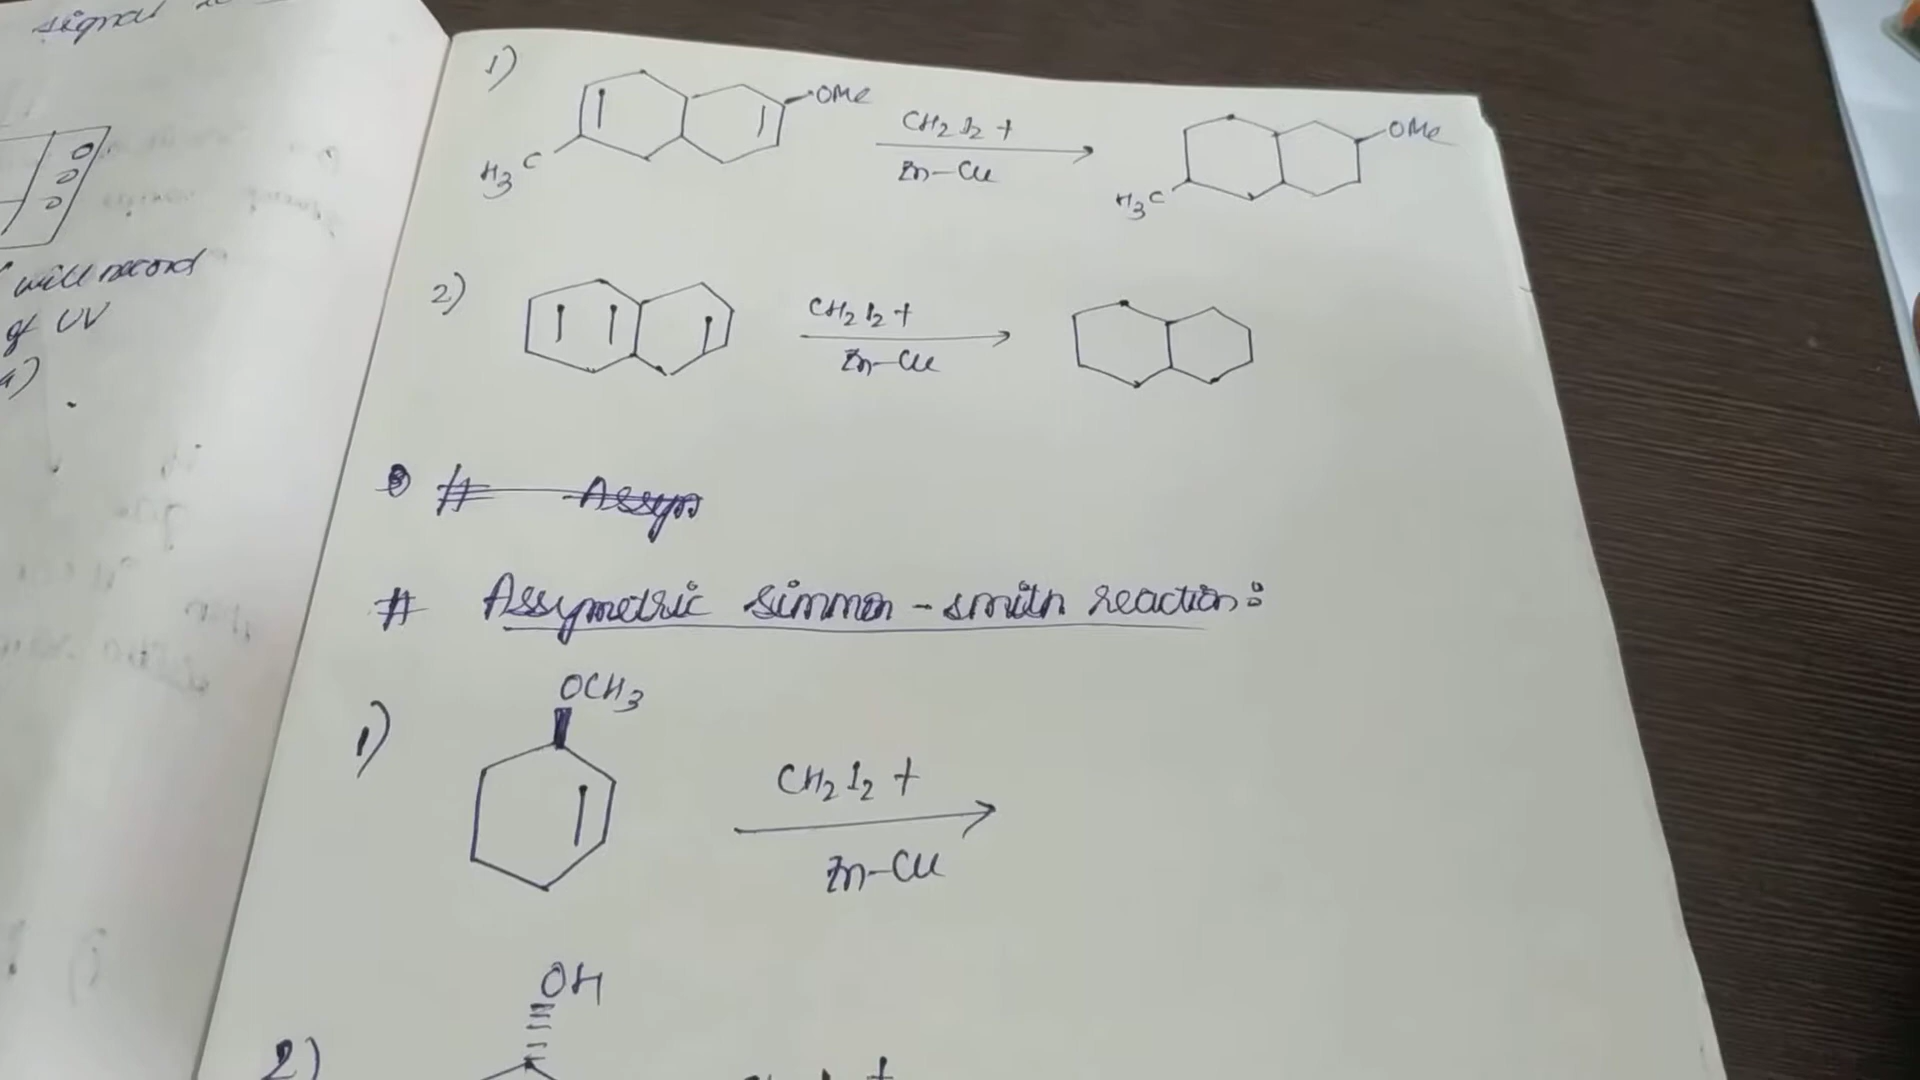 signal
will record
of UV
a)
1)
OMe
H3C
CH2I2 +
Zn-Cu
OMe
H3C
2)
CH2I2 +
Zn-Cu
# Assym
# Assymetric simmon-smith reaction:
1)
OCH3
CH2I2 +
Zn-Cu
2)
OH